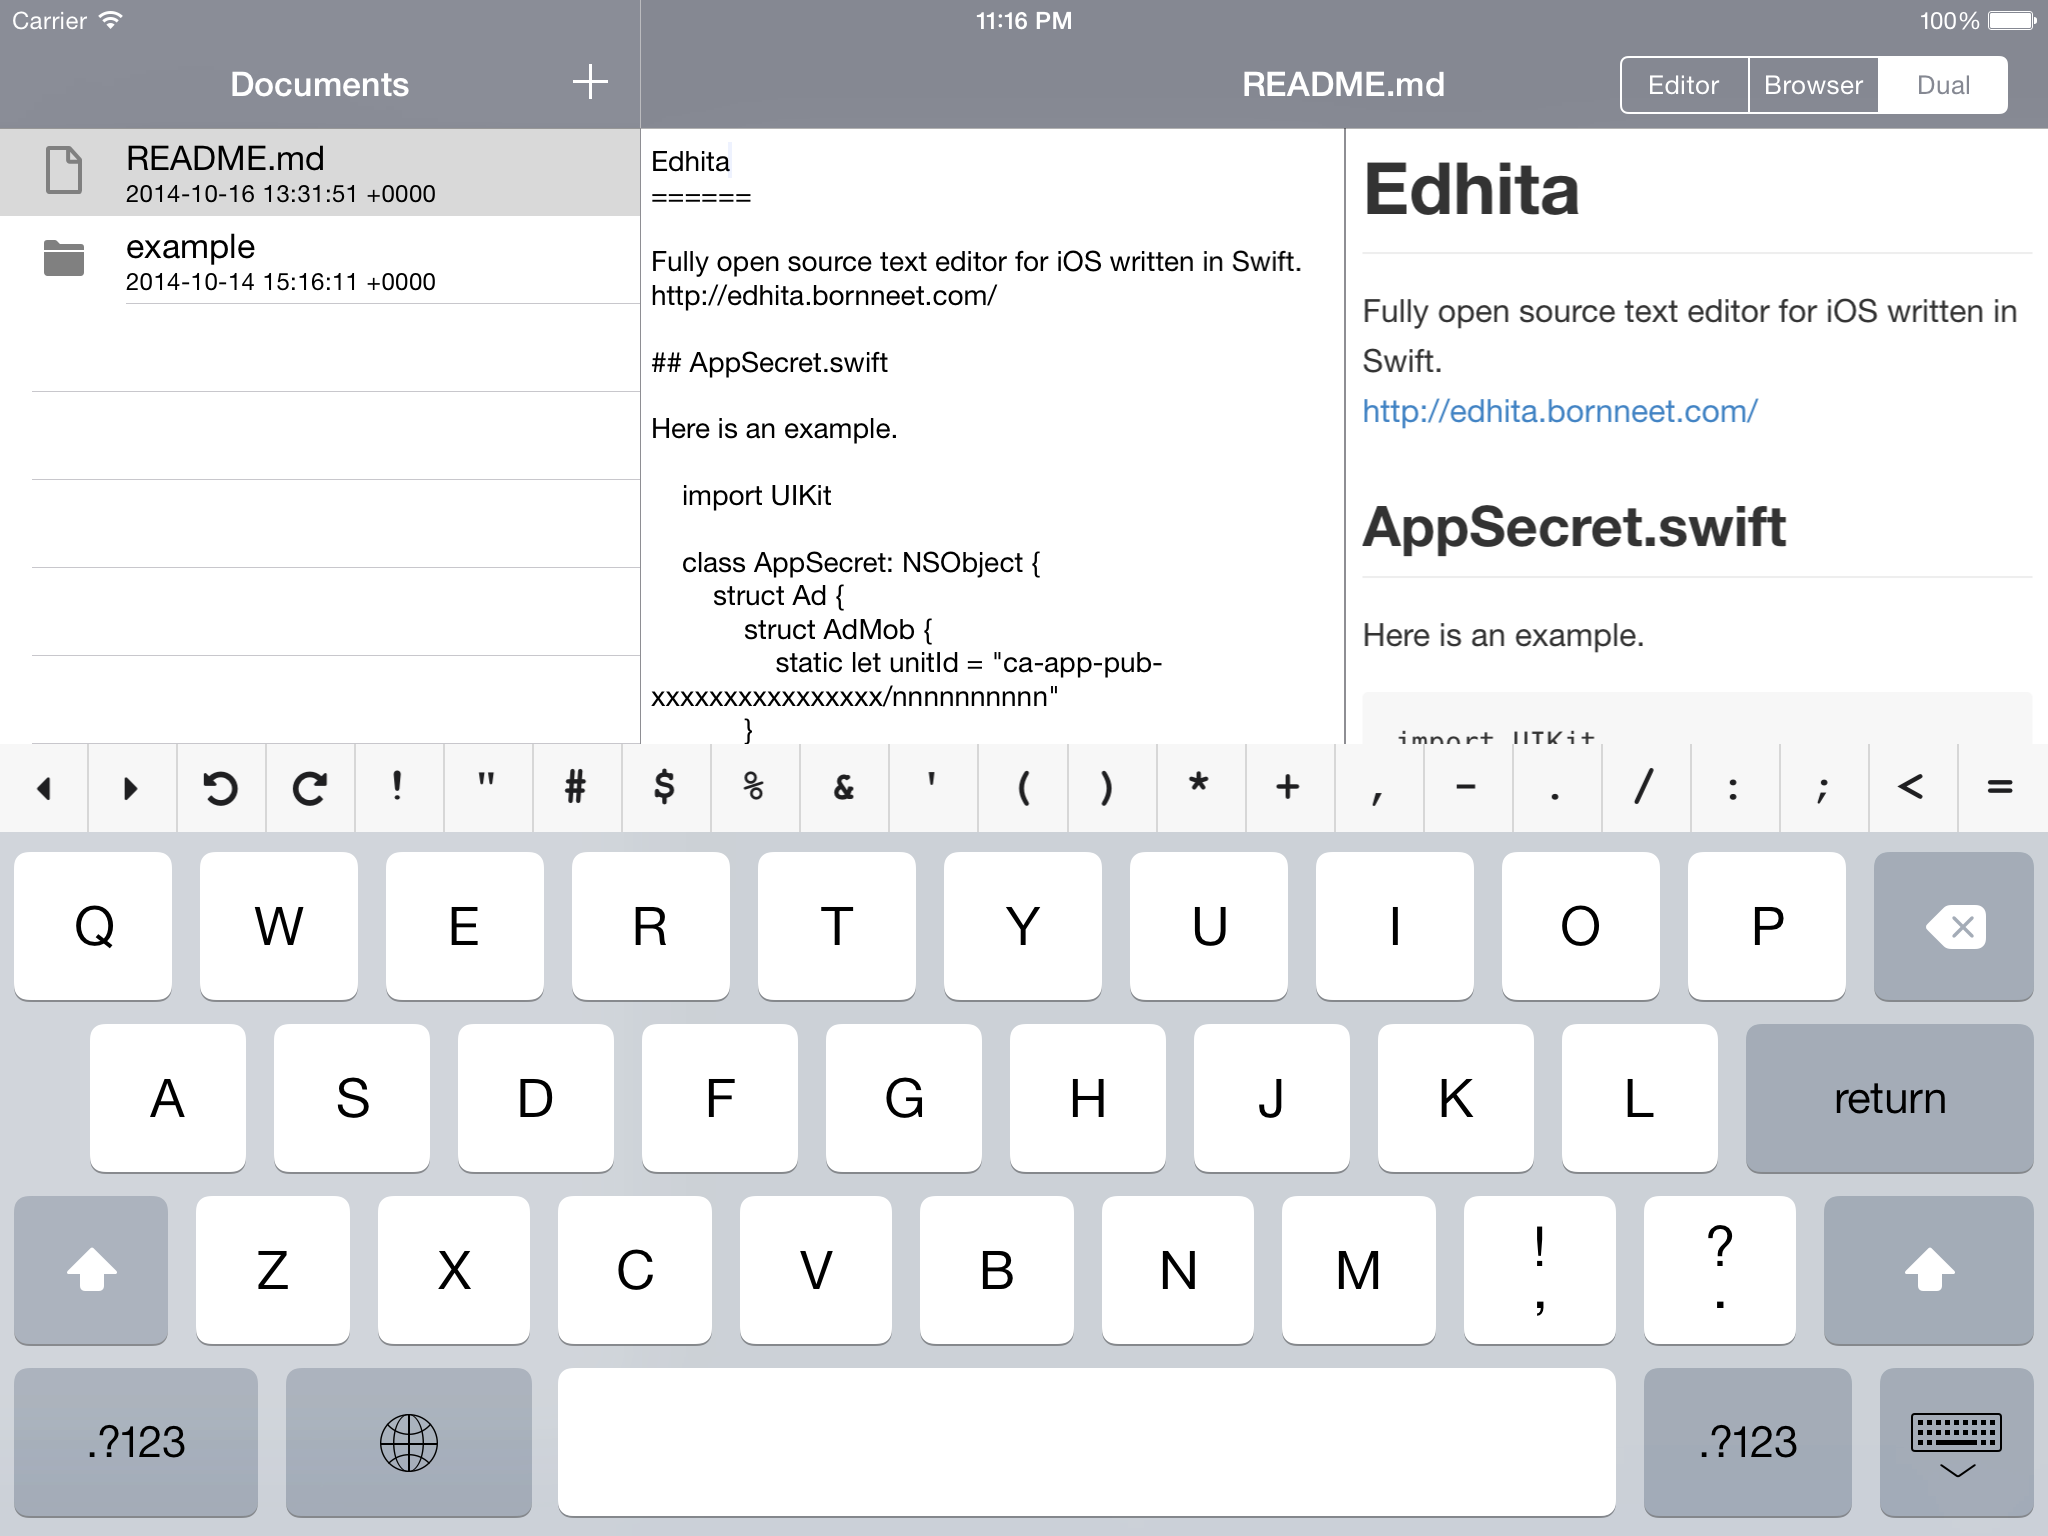 Carrier
11:16 PM
100%
Documents +
README.md
Editor Browser Dual
README.md
2014-10-16 13:31:51 +0000
example
2014-10-14 15:16:11 +0000
Edhita
======
Fully open source text editor for iOS written in Swift.
http://edhita.bornneet.com/
## AppSecret.swift
Here is an example.
import UIKit
class AppSecret: NSObject {
struct Ad {
struct AdMob {
static let unitId = "ca-app-pub-
xxxxxxxxxxxxxxxx/nnnnnnnnnn"
}
Edhita
Fully open source text editor for iOS written in
Swift.
http://edhita.bornneet.com/
AppSecret.swift
Here is an example.
import UIKit
! " # $ % & ' ( ) * + , - . / : ; < =
Q W E R T Y U I O P
A S D F G H J K L return
Z X C V B N M ! , ? .
.?123 .?123